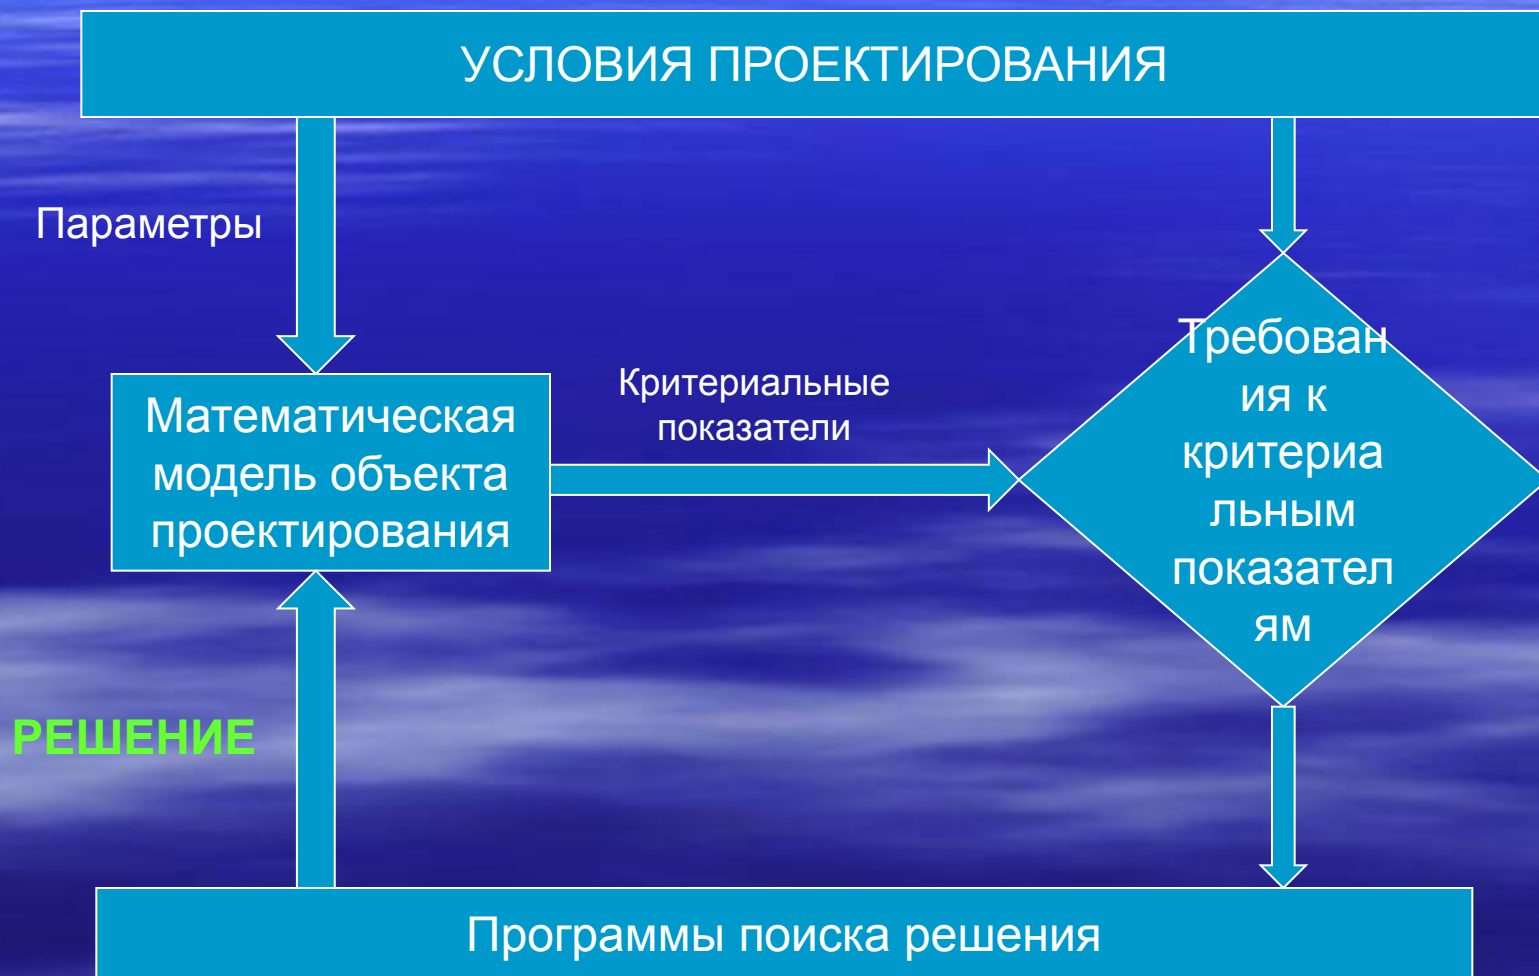 УСЛОВИЯ ПРОЕКТИРОВАНИЯ
Параметры
Математическая
модель объекта
проектирования
Критериальные
показатели
Требован
ия к
критериа
льным
показател
ям
РЕШЕНИЕ
Программы поиска решения